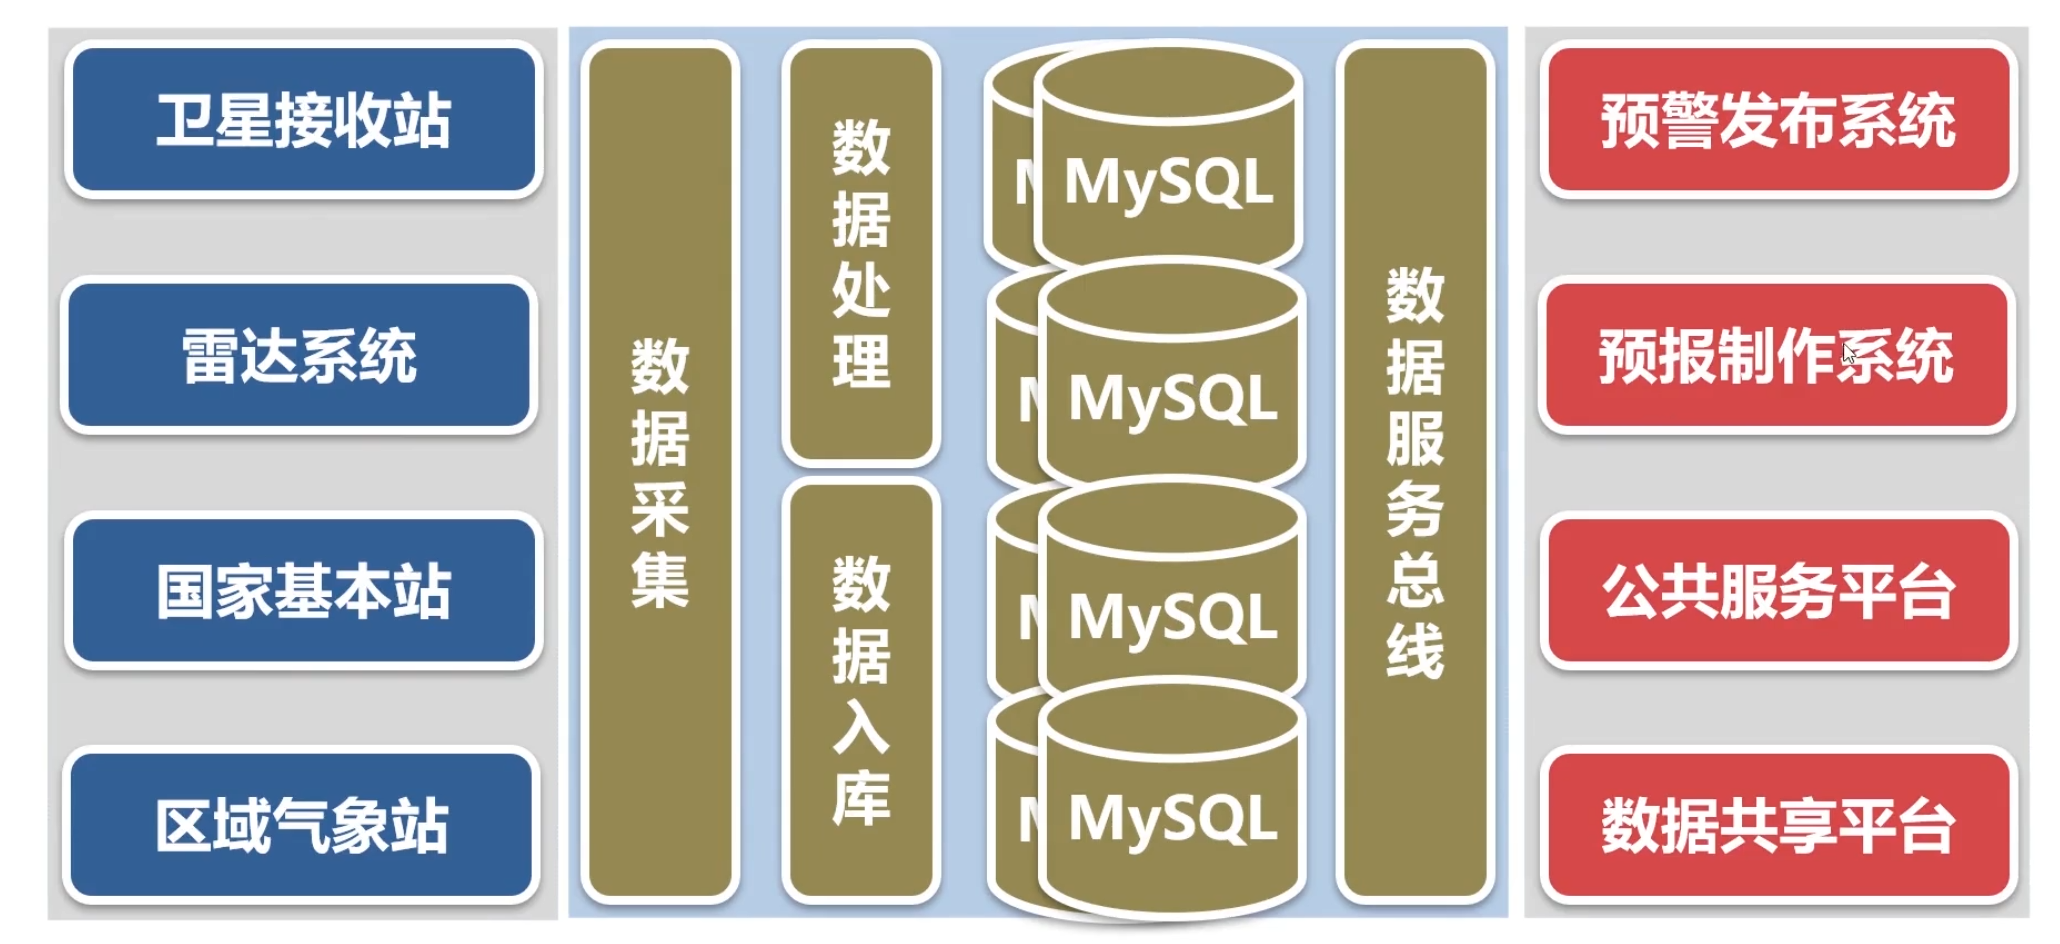 卫星接收站
雷达系统
国家基本站
区域气象站
数据采集
数据处理
数据入库
MySQL
MySQL
MySQL
MySQL
数据服务总线
预警发布系统
预报制作系统
公共服务平台
数据共享平台